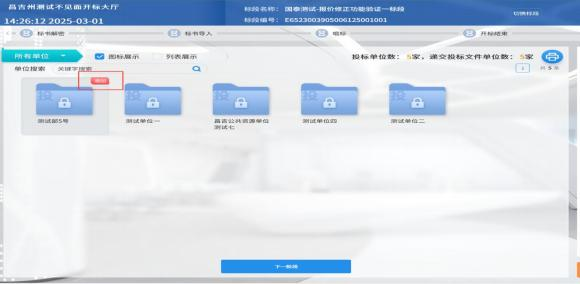 昌吉州测试不见面开标大厅
14:26:12 2025-03-01
标段名称： 国泰测试-报价修正功能验证一标段
标段编号： E6523003905006125001001
切换标段
标书解密
标书导入
唱标
开标结束
所有单位
图标展示
列表展示
投标单位数： 5家，递交投标文件单位数： 5家
单位搜索
关键字搜索
1
共 5 条
测试部5号
测试单位一
昌吉公共资源单位测试七
测试单位四
测试单位二
下一阶段